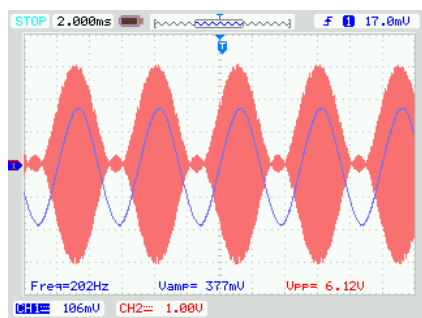 STOP 2.000ms T ƒ 1 17.0mV
T
1
Freq=202Hz Vamp= 377mV Vpp= 6.12V
CH1 106mV CH2 1.00V